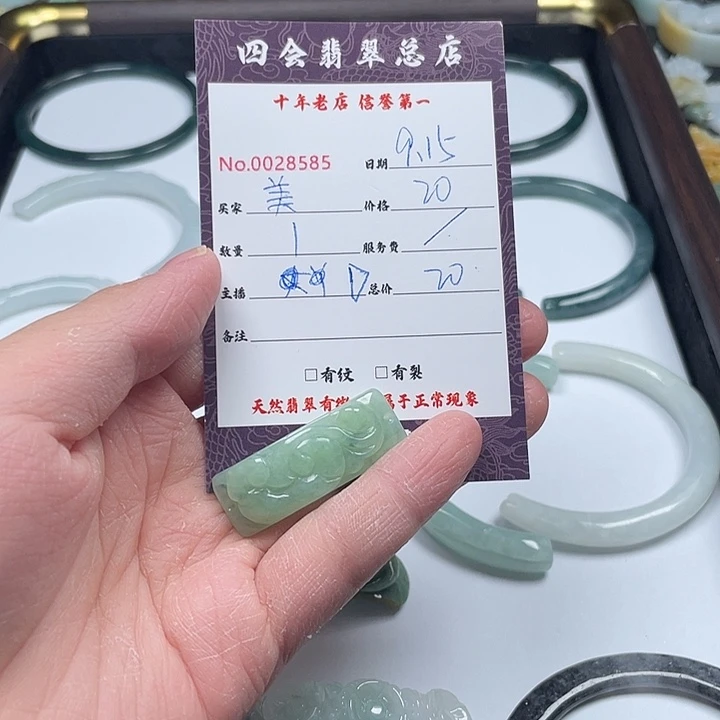 四会翡翠总店
十年老店 信誉第一
No.0028585 日期 9.15
买家 美 价格 20
数量 1 服务费 /
主播 总价 20
备注
□有纹 □有裂
天然翡翠有 属于正常现象